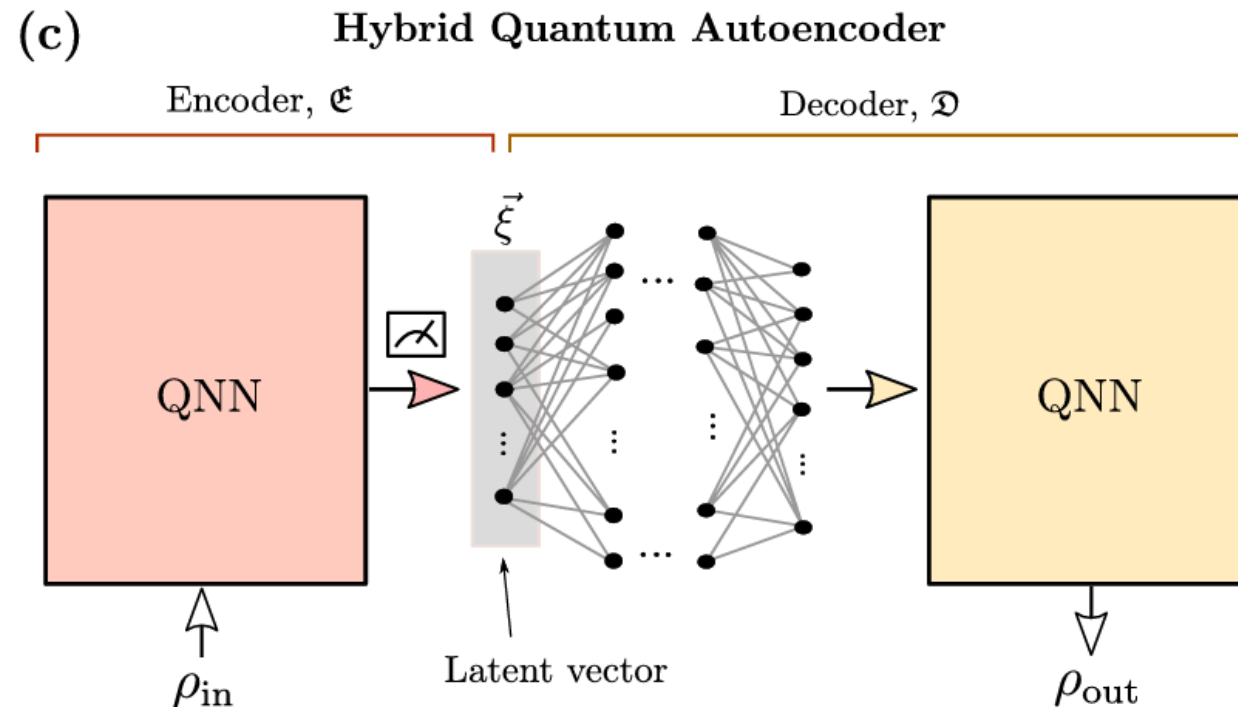 (c) Hybrid Quantum Autoencoder
Encoder, 𝕰
Decoder, 𝕯
ξ⃗
QNN
...
QNN
...
Latent vector
ρin
ρout